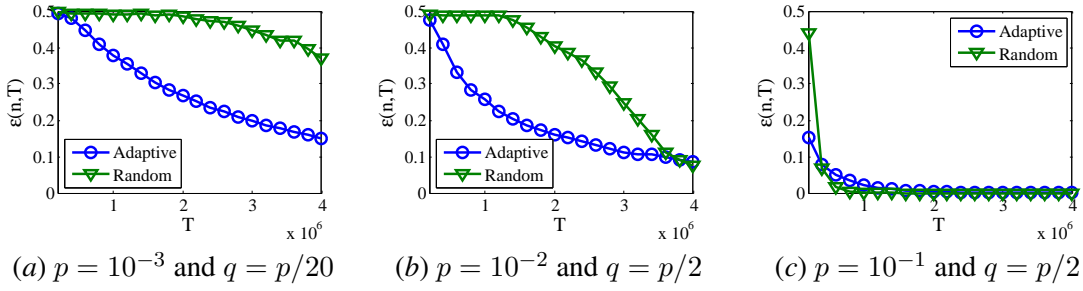 0.5
0.4
0.3
0.2
0.1
0
ε(n,T)
Adaptive
Random
1 2 3 4
T
x 10^6
(a) p = 10^{-3} and q = p/20
0.5
0.4
0.3
0.2
0.1
0
ε(n,T)
Adaptive
Random
1 2 3 4
T
x 10^6
(b) p = 10^{-2} and q = p/2
0.5
0.4
0.3
0.2
0.1
0
ε(n,T)
Adaptive
Random
1 2 3 4
T
x 10^6
(c) p = 10^{-1} and q = p/2